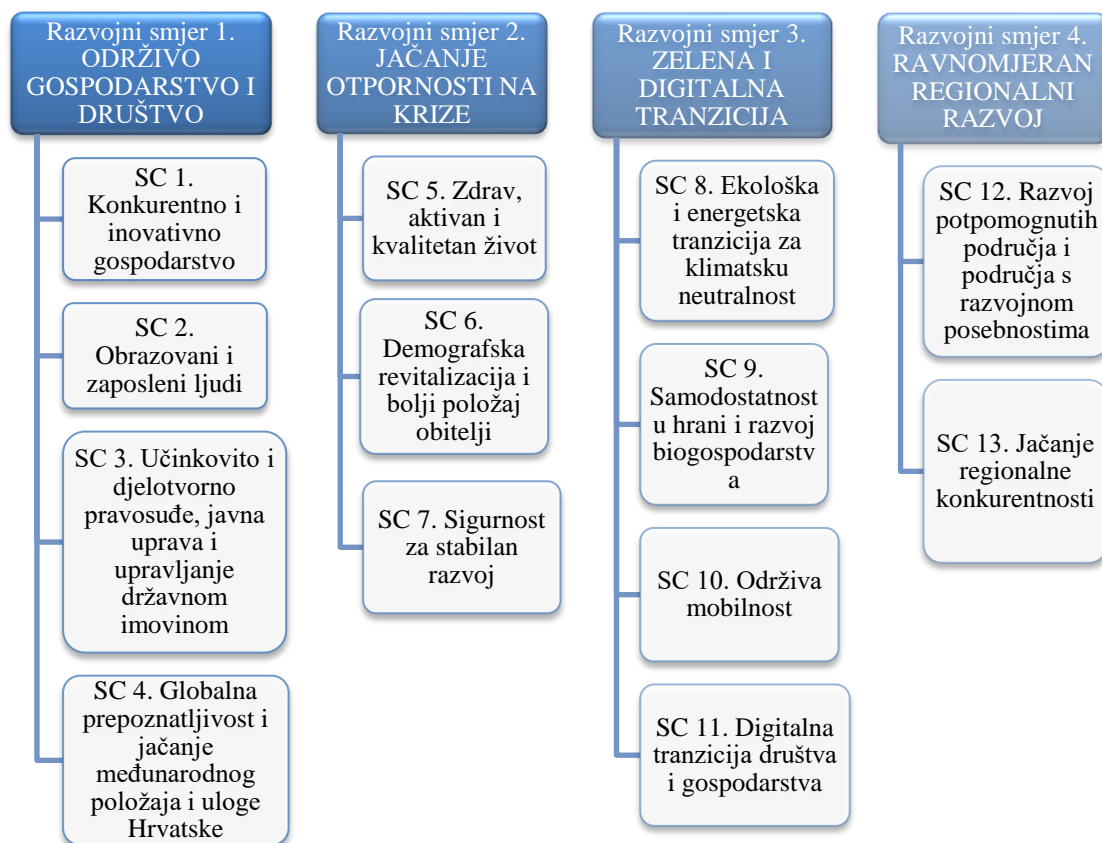 Razvojni smjer 1.
ODRŽIVO
GOSPODARSTVO I
DRUŠTVO
SC 1.
Konkurentno i
inovativno
gospodarstvo
SC 2.
Obrazovani i
zaposleni ljudi
SC 3. Učinkovito i
djelotvorno
pravosuđe, javna
uprava i
upravljanje
državnom
imovinom
SC 4. Globalna
prepoznatljivost i
jačanje
međunarodnog
položaja i uloge
Hrvatske
Razvojni smjer 2.
JAČANJE
OTPORNOSTI NA
KRIZE
SC 5. Zdrav,
aktivan i
kvalitetan život
SC 6.
Demografska
revitalizacija i
bolji položaj
obitelji
SC 7. Sigurnost
za stabilan
razvoj
Razvojni smjer 3.
ZELENA I
DIGITALNA
TRANZICIJA
SC 8. Ekološka
i energetska
tranzicija za
klimatsku
neutralnost
SC 9.
Samodostatnost
u hrani i razvoj
biogospodarstv
a
SC 10. Održiva
mobilnost
SC 11. Digitalna
tranzicija društva
i gospodarstva
Razvojni smjer 4.
RAVNOMJERAN
REGIONALNI
RAZVOJ
SC 12. Razvoj
potpomognutih
područja i
područja s
razvojnom
posebnostima
SC 13. Jačanje
regionalne
konkurentnosti